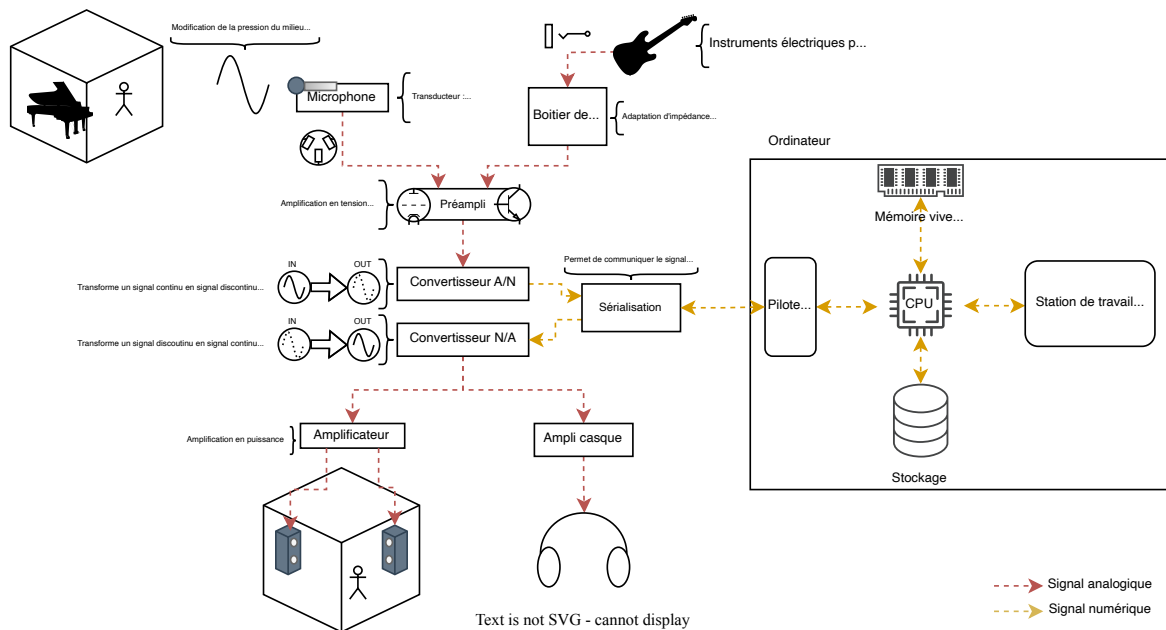 Modification de la pression du milieu...
Instruments électriques p...
Microphone
Transducteur :...
Boitier de...
Adaptation d'impédance...
Ordinateur
Amplification en tension...
Préampli
Mémoire vive...
Permet de communiquer le signal...
IN
OUT
Transforme un signal continu en signal discontinu...
Convertisseur A/N
Sérialisation
Pilote...
CPU
Station de travail...
IN
OUT
Transforme un signal discoutinu en signal continu...
Convertisseur N/A
Amplification en puissance
Amplificateur
Ampli casque
Stockage
Signal analogique
Signal numérique
Text is not SVG - cannot display